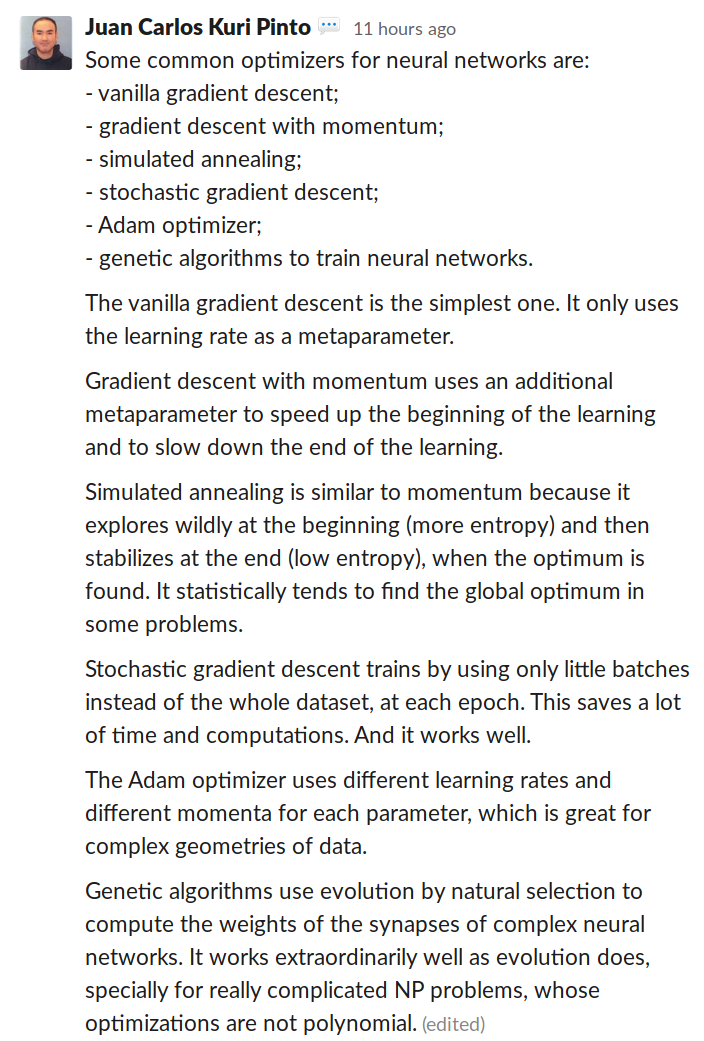 Juan Carlos Kuri Pinto 11 hours ago
Some common optimizers for neural networks are:
- vanilla gradient descent;
- gradient descent with momentum;
- simulated annealing;
- stochastic gradient descent;
- Adam optimizer;
- genetic algorithms to train neural networks.
The vanilla gradient descent is the simplest one. It only uses
the learning rate as a metaparameter.
Gradient descent with momentum uses an additional
metaparameter to speed up the beginning of the learning
and to slow down the end of the learning.
Simulated annealing is similar to momentum because it
explores wildly at the beginning (more entropy) and then
stabilizes at the end (low entropy), when the optimum is
found. It statistically tends to find the global optimum in
some problems.
Stochastic gradient descent trains by using only little batches
instead of the whole dataset, at each epoch. This saves a lot
of time and computations. And it works well.
The Adam optimizer uses different learning rates and
different momenta for each parameter, which is great for
complex geometries of data.
Genetic algorithms use evolution by natural selection to
compute the weights of the synapses of complex neural
networks. It works extraordinarily well as evolution does,
specially for really complicated NP problems, whose
optimizations are not polynomial. (edited)